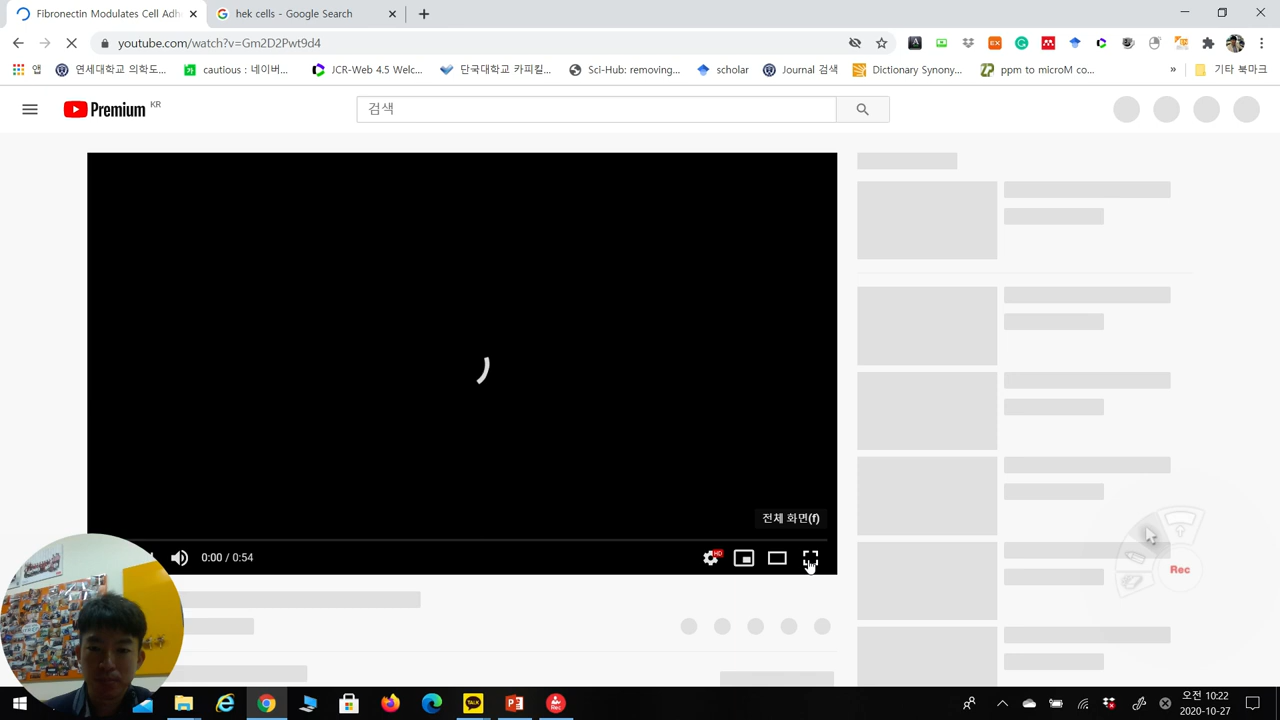 Fibronectin Modulates Cell Adh
hek cells - Google Search
youtube.com/watch?v=Gm2D2Pwt9d4
앱
연세대학교 의학도...
cautious : 네이버...
JCR-Web 4.5 Welc...
단국대학교 카피킬...
Sci-Hub: removing...
scholar
Journal 검색
Dictionary Synony...
ppm to microM co...
»
기타 북마크
Premium KR
검색
전체 화면(f)
0:00 / 0:54
HD
Rec
TALK
Rec
오전 10:22
2020-10-27